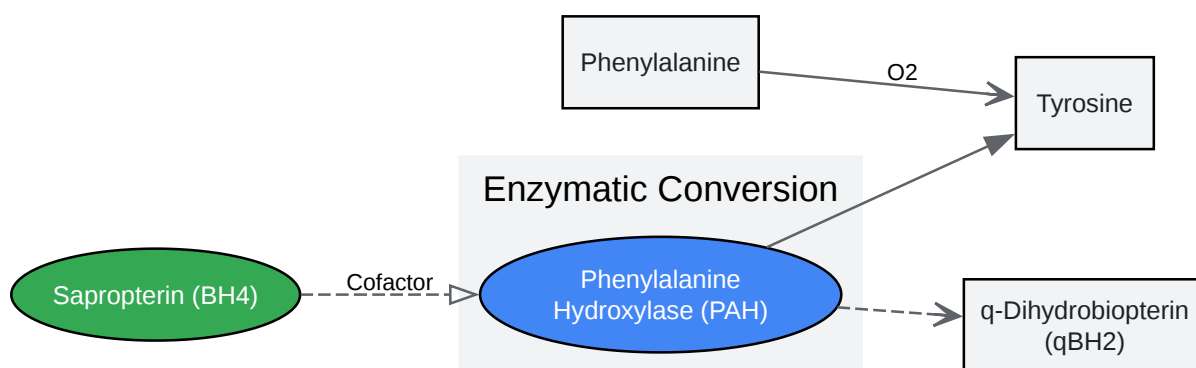 Phenylalanine
O2
Tyrosine
Enzymatic Conversion
Sapropterin (BH4)
Cofactor
Phenylalanine
Hydroxylase (PAH)
q-Dihydrobiopterin
(qBH2)